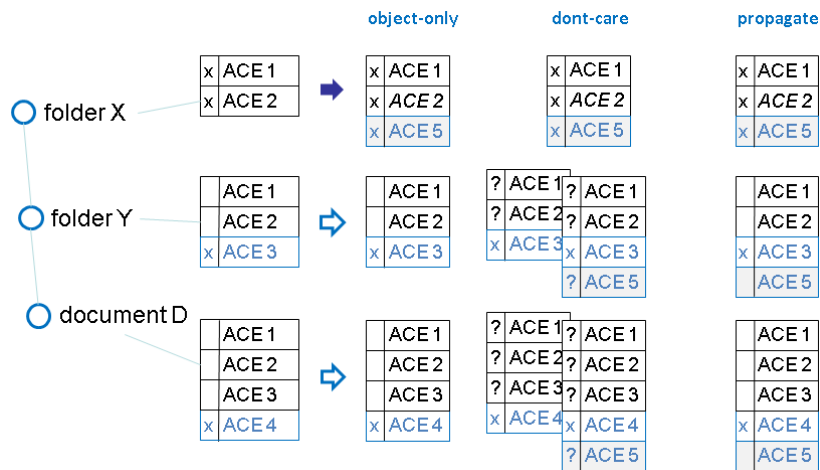 object-only dont-care propagate
folder X
x ACE 1
x ACE 2
x ACE 1
x ACE 2
x ACE 5
x ACE 1
x ACE 2
x ACE 5
x ACE 1
x ACE 2
x ACE 5
folder Y
ACE 1
ACE 2
x ACE 3
ACE 1
ACE 2
x ACE 3
? ACE 1
? ACE 2
x ACE 3
? ACE 1
? ACE 2
x ACE 3
? ACE 5
ACE 1
ACE 2
x ACE 3
ACE 5
document D
ACE 1
ACE 2
ACE 3
x ACE 4
ACE 1
ACE 2
ACE 3
x ACE 4
? ACE 1
? ACE 2
? ACE 3
x ACE 4
? ACE 1
? ACE 2
? ACE 3
x ACE 4
? ACE 5
ACE 1
ACE 2
ACE 3
x ACE 4
ACE 5